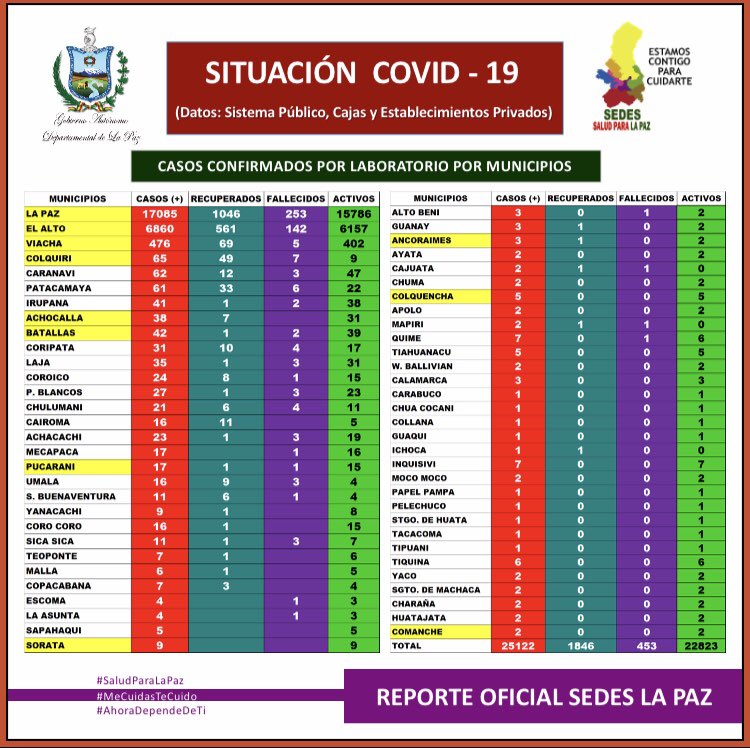 Gobierno Autónomo
Departamental de La Paz
SITUACIÓN COVID - 19
(Datos: Sistema Público, Cajas y Establecimientos Privados)
ESTAMOS
CONTIGO
PARA
CUIDARTE
SEDES
SALUD PARA LA PAZ
CASOS CONFIRMADOS POR LABORATORIO POR MUNICIPIOS
MUNICIPIOS CASOS (+) RECUPERADOS FALLECIDOS ACTIVOS
LA PAZ 17085 1046 253 15786
EL ALTO 6860 561 142 6157
VIACHA 476 69 5 402
COLQUIRI 65 49 7 9
CARANAVI 62 12 3 47
PATACAMAYA 61 33 6 22
IRUPANA 41 1 2 38
ACHOCALLA 38 7 31
BATALLAS 42 1 2 39
CORIPATA 31 10 4 17
LAJA 35 1 3 31
COROICO 24 8 1 15
P. BLANCOS 27 1 3 23
CHULUMANI 21 6 4 11
CAIROMA 16 11 5
ACHACACHI 23 1 3 19
MECAPACA 17 1 16
PUCARANI 17 1 1 15
UMALA 16 9 3 4
S. BUENAVENTURA 11 6 1 4
YANACACHI 9 1 8
CORO CORO 16 1 15
SICA SICA 11 1 3 7
TEOPONTE 7 1 6
MALLA 6 1 5
COPACABANA 7 3 4
ESCOMA 4 1 3
LA ASUNTA 4 1 3
SAPAHAQUI 5 5
SORATA 9 9
MUNICIPIOS CASOS (+) RECUPERADOS FALLECIDOS ACTIVOS
ALTO BENI 3 0 1 2
GUANAY 3 1 0 2
ANCORAIMES 3 1 0 2
AYATA 2 0 0 2
CAJUATA 2 1 1 0
CHUMA 2 0 0 2
COLQUENCHA 5 0 0 5
APOLO 2 0 0 2
MAPIRI 2 1 1 0
QUIME 7 0 1 6
TIAHUANACU 5 0 0 5
W. BALLIVIAN 2 0 0 2
CALAMARCA 3 0 0 3
CARABUCO 1 0 0 1
CHUA COCANI 1 0 0 1
COLLANA 1 0 0 1
GUAQUI 1 0 0 1
ICHOCA 1 1 0 0
INQUISIVI 7 0 0 7
MOCO MOCO 2 0 0 2
PAPEL PAMPA 1 0 0 1
PELECHUCO 1 0 0 1
STGO. DE HUATA 1 0 0 1
TACACOMA 1 0 0 1
TIPUANI 1 0 0 1
TIQUINA 6 0 0 6
YACO 2 0 0 2
SGTO. DE MACHACA 2 0 0 2
CHARAÑA 2 0 0 2
HUATAJATA 2 0 0 2
COMANCHE 2 0 0 2
TOTAL 25122 1846 453 22823
#SaludParaLaPaz
#MeCuidasTeCuido
#AhoraDependeDeTi
REPORTE OFICIAL SEDES LA PAZ